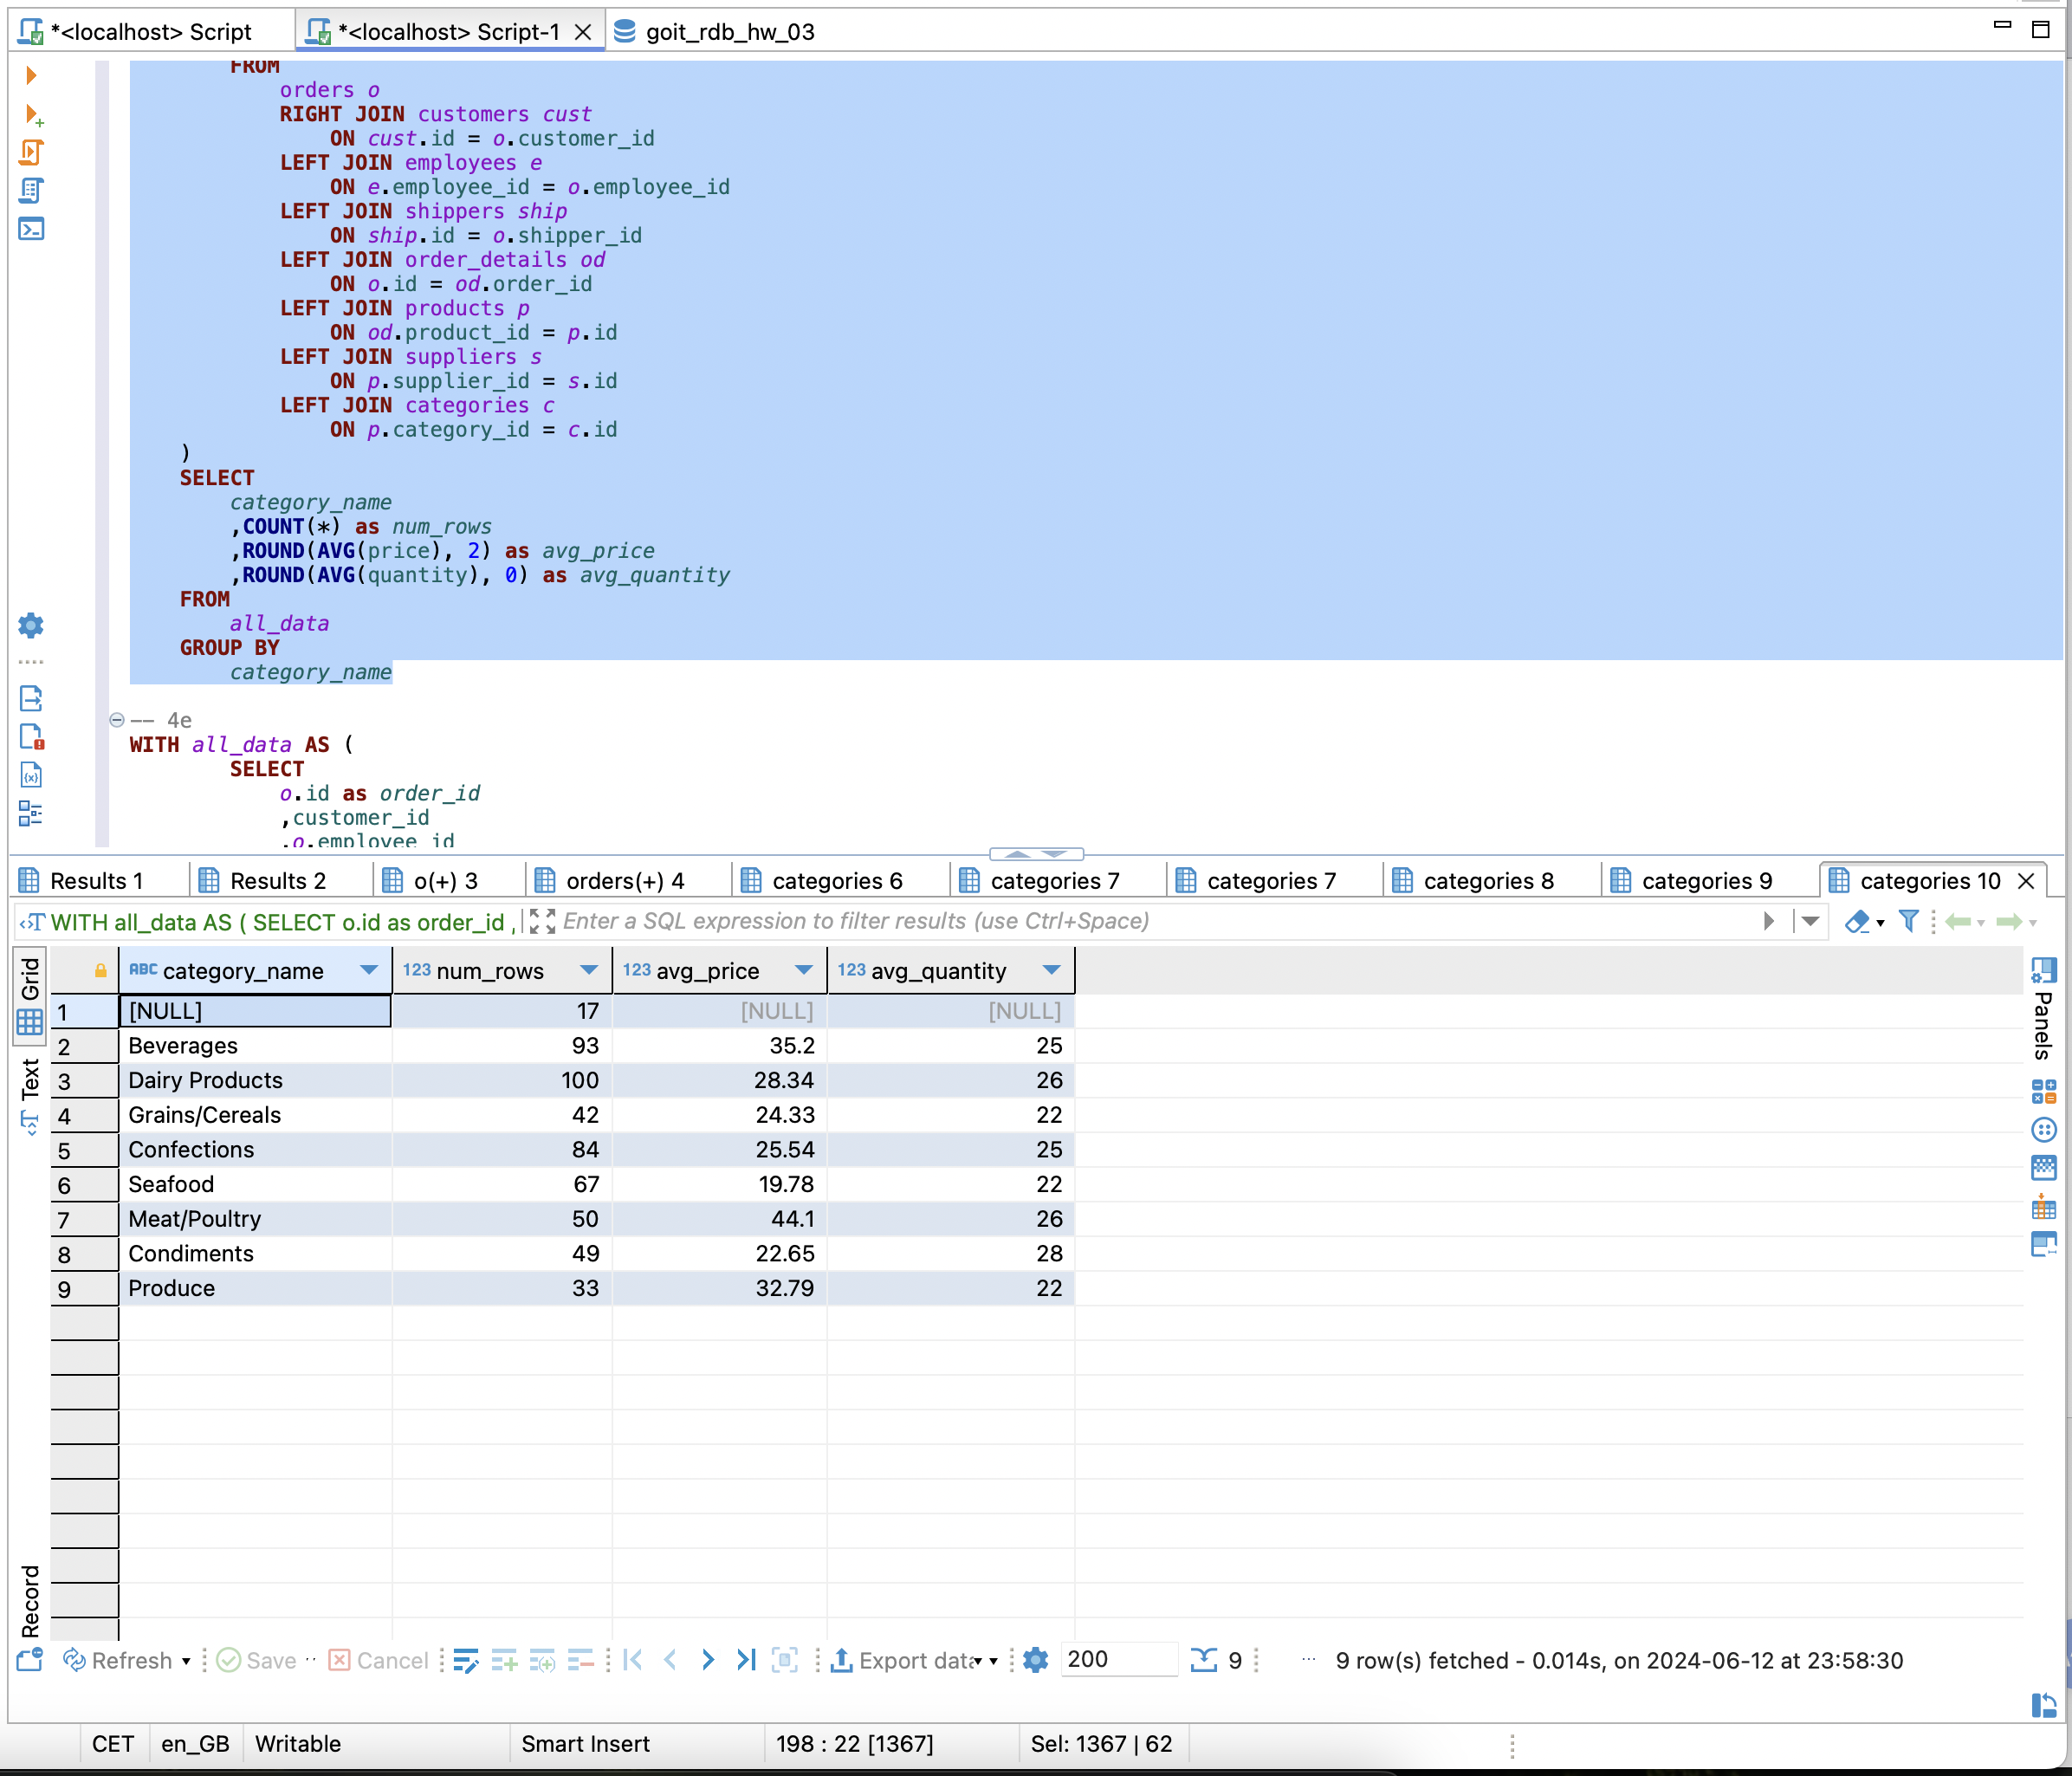 *<localhost> Script
*<localhost> Script-1
goit_rdb_hw_03
FROM
orders o
RIGHT JOIN customers cust
ON cust.id = o.customer_id
LEFT JOIN employees e
ON e.employee_id = o.employee_id
LEFT JOIN shippers ship
ON ship.id = o.shipper_id
LEFT JOIN order_details od
ON o.id = od.order_id
LEFT JOIN products p
ON od.product_id = p.id
LEFT JOIN suppliers s
ON p.supplier_id = s.id
LEFT JOIN categories c
ON p.category_id = c.id
)
SELECT
category_name
,COUNT(*) as num_rows
,ROUND(AVG(price), 2) as avg_price
,ROUND(AVG(quantity), 0) as avg_quantity
FROM
all_data
GROUP BY
category_name
-- 4e
WITH all_data AS (
SELECT
o.id as order_id
,customer_id
,o.employee_id
Results 1
Results 2
o(+) 3
orders(+) 4
categories 6
categories 7
categories 7
categories 8
categories 9
categories 10
WITH all_data AS ( SELECT o.id as order_id ,
Enter a SQL expression to filter results (use Ctrl+Space)
Grid
Text
Record
Panels
ABC category_name 123 num_rows 123 avg_price 123 avg_quantity
1 [NULL] 17 [NULL] [NULL]
2 Beverages 93 35.2 25
3 Dairy Products 100 28.34 26
4 Grains/Cereals 42 24.33 22
5 Confections 84 25.54 25
6 Seafood 67 19.78 22
7 Meat/Poultry 50 44.1 26
8 Condiments 49 22.65 28
9 Produce 33 32.79 22
Refresh Save Cancel Export data 200 9 ... 9 row(s) fetched - 0.014s, on 2024-06-12 at 23:58:30
CET en_GB Writable Smart Insert 198 : 22 [1367] Sel: 1367 | 62